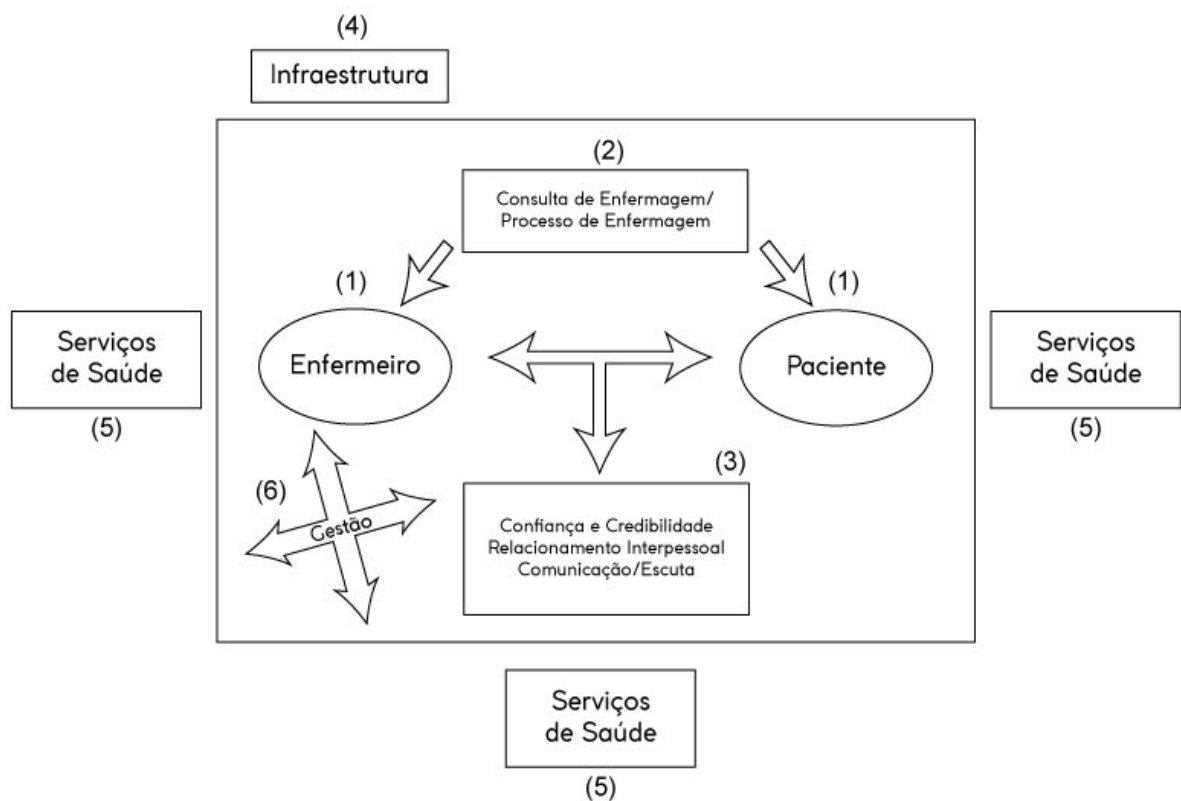 (4)
Infraestrutura
(2)
Consulta de Enfermagem/
Processo de Enfermagem
(1)
Enfermeiro
(1)
Paciente
Serviços
de Saúde
(5)
Serviços
de Saúde
(5)
(3)
Confiança e Credibilidade
Relacionamento Interpessoal
Comunicação/Escuta
(6)
Gestão
Serviços
de Saúde
(5)